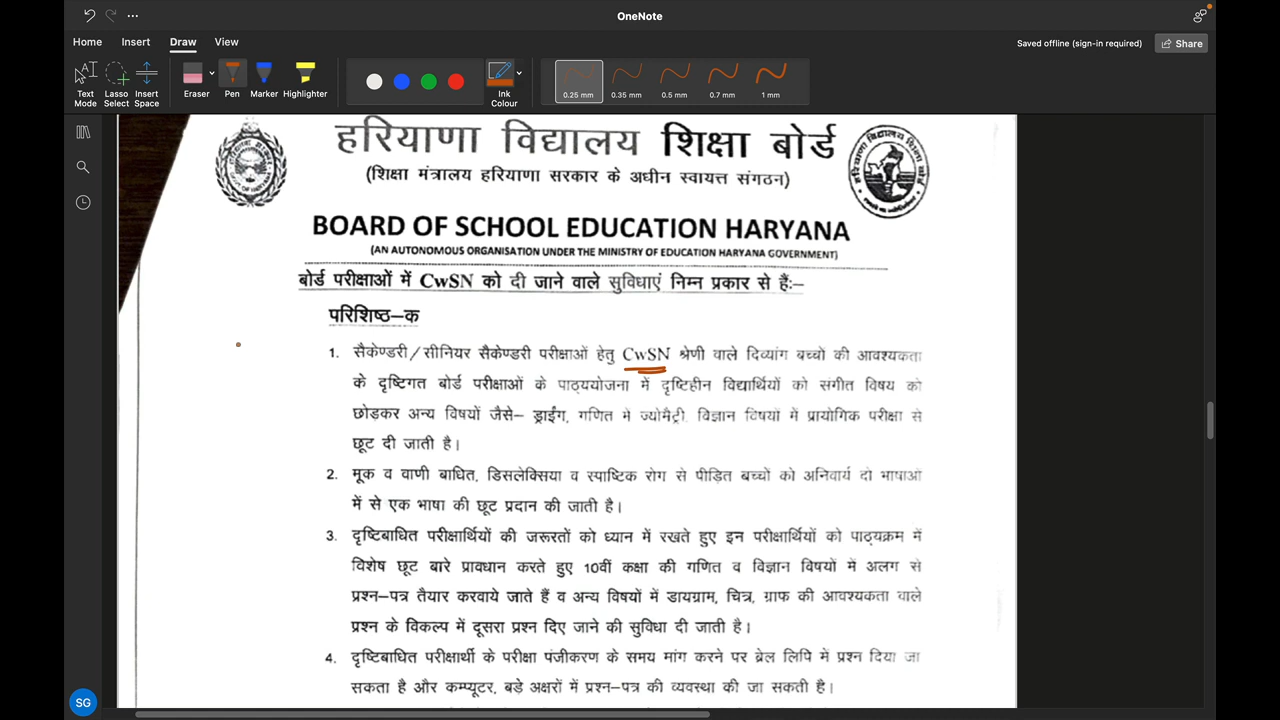 OneNote
Home Insert Draw View
Saved offline (sign-in required) Share
Text Mode
Lasso Select
Insert Space
Eraser
Pen
Marker
Highlighter
Ink Colour
0.25 mm 0.35 mm 0.5 mm 0.7 mm 1 mm
हरियाणा विद्यालय शिक्षा बोर्ड
(शिक्षा मंत्रालय हरियाणा सरकार के अधीन स्वायत्त संगठन)
BOARD OF SCHOOL EDUCATION HARYANA
(AN AUTONOMOUS ORGANISATION UNDER THE MINISTRY OF EDUCATION HARYANA GOVERNMENT)
बोर्ड परीक्षाओं में CwSN को दी जाने वाले सुविधाएं निम्न प्रकार से हैं:–
परिशिष्ठ–क
1. सैकेण्डरी/सीनियर सैकेण्डरी परीक्षाओं हेतु CwSN श्रेणी वाले दिव्यांग बच्चो की आवश्यकता
के दृष्टिगत बोर्ड परीक्षाओं के पाठ्ययोजना में दृष्टिहीन विद्यार्थियों को संगीत विषय को
छोडकर अन्य विषयों जैसे– ड्राईंग, गणित मे ज्योमैट्री, विज्ञान विषयों में प्रायोगिक परीक्षा से
छूट दी जाती है।
2. मूक व वाणी बाधित, डिसलेक्सिया व स्पाष्टिक रोग से पीड़ित बच्चों को अनिवार्य दो भाषाओं
में से एक भाषा की छूट प्रदान की जाती है।
3. दृष्टिबाधित परीक्षार्थियों की जरूरतों को ध्यान में रखते हुए इन परीक्षार्थियों को पाठ्यक्रम में
विशेष छूट बारे प्रावधान करते हुए 10वीं कक्षा की गणित व विज्ञान विषयों में अलग से
प्रश्न–पत्र तैयार करवाये जाते हैं व अन्य विषयों में डायग्राम, चित्र, ग्राफ की आवश्यकता वाले
प्रश्न के विकल्प में दूसरा प्रश्न दिए जाने की सुविधा दी जाती है।
4. दृष्टिबाधित परीक्षार्थी के परीक्षा पंजीकरण के समय मांग करने पर ब्रेल लिपि में प्रश्न दिया जा
सकता है और कम्प्यूटर, बडे अक्षरों में प्रश्न–पत्र की व्यवस्था की जा सकती है।
SG